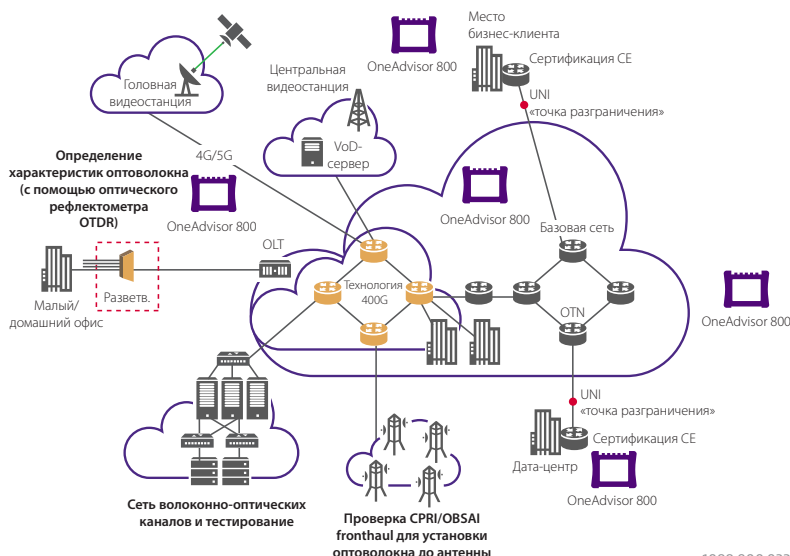 Место
бизнес-клиента
OneAdvisor 800
Сертификация CE
UNI
«точка разграничения»
Головная
видеостанция
Центральная
видеостанция
VoD-
сервер
4G/5G
Определение
характеристик оптоволокна
(с помощью оптического
рефлектометра
OTDR)
OneAdvisor 800
OneAdvisor 800
Базовая сеть
OLT
Технология
400G
Малый/
домашний офис
Разветв.
OTN
OneAdvisor 800
UNI
«точка разграничения»
Сертификация CE
Дата-центр
OneAdvisor 800
Сеть волоконно-оптических
каналов и тестирование
Проверка CPRI/OBSAI
fronthaul для установки
оптоволокна до антенны